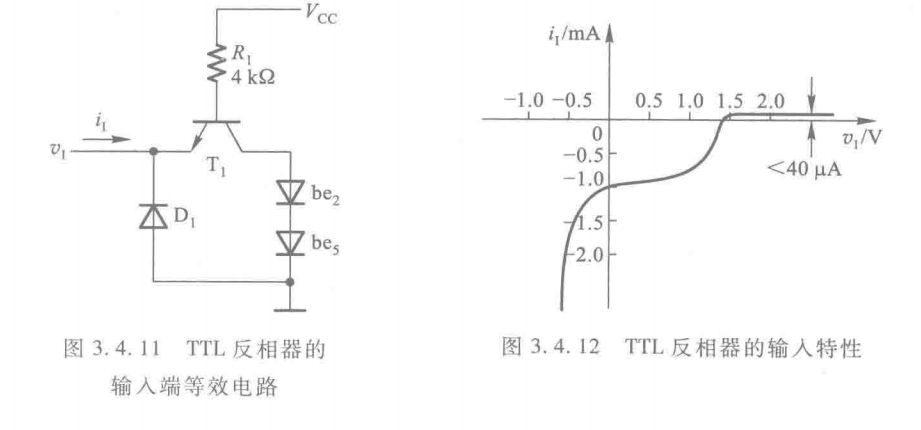 V_CC
R_1
4 kΩ
i_I
v_I
T_1
be_2
D_1
be_5
图 3.4.11 TTL 反相器的
输入端等效电路
i_I/mA
-1.0 -0.5 0.5 1.0 1.5 2.0
0
v_I/V
-0.5
<40 μA
-1.0
-1.5
-2.0
图 3.4.12 TTL 反相器的输入特性